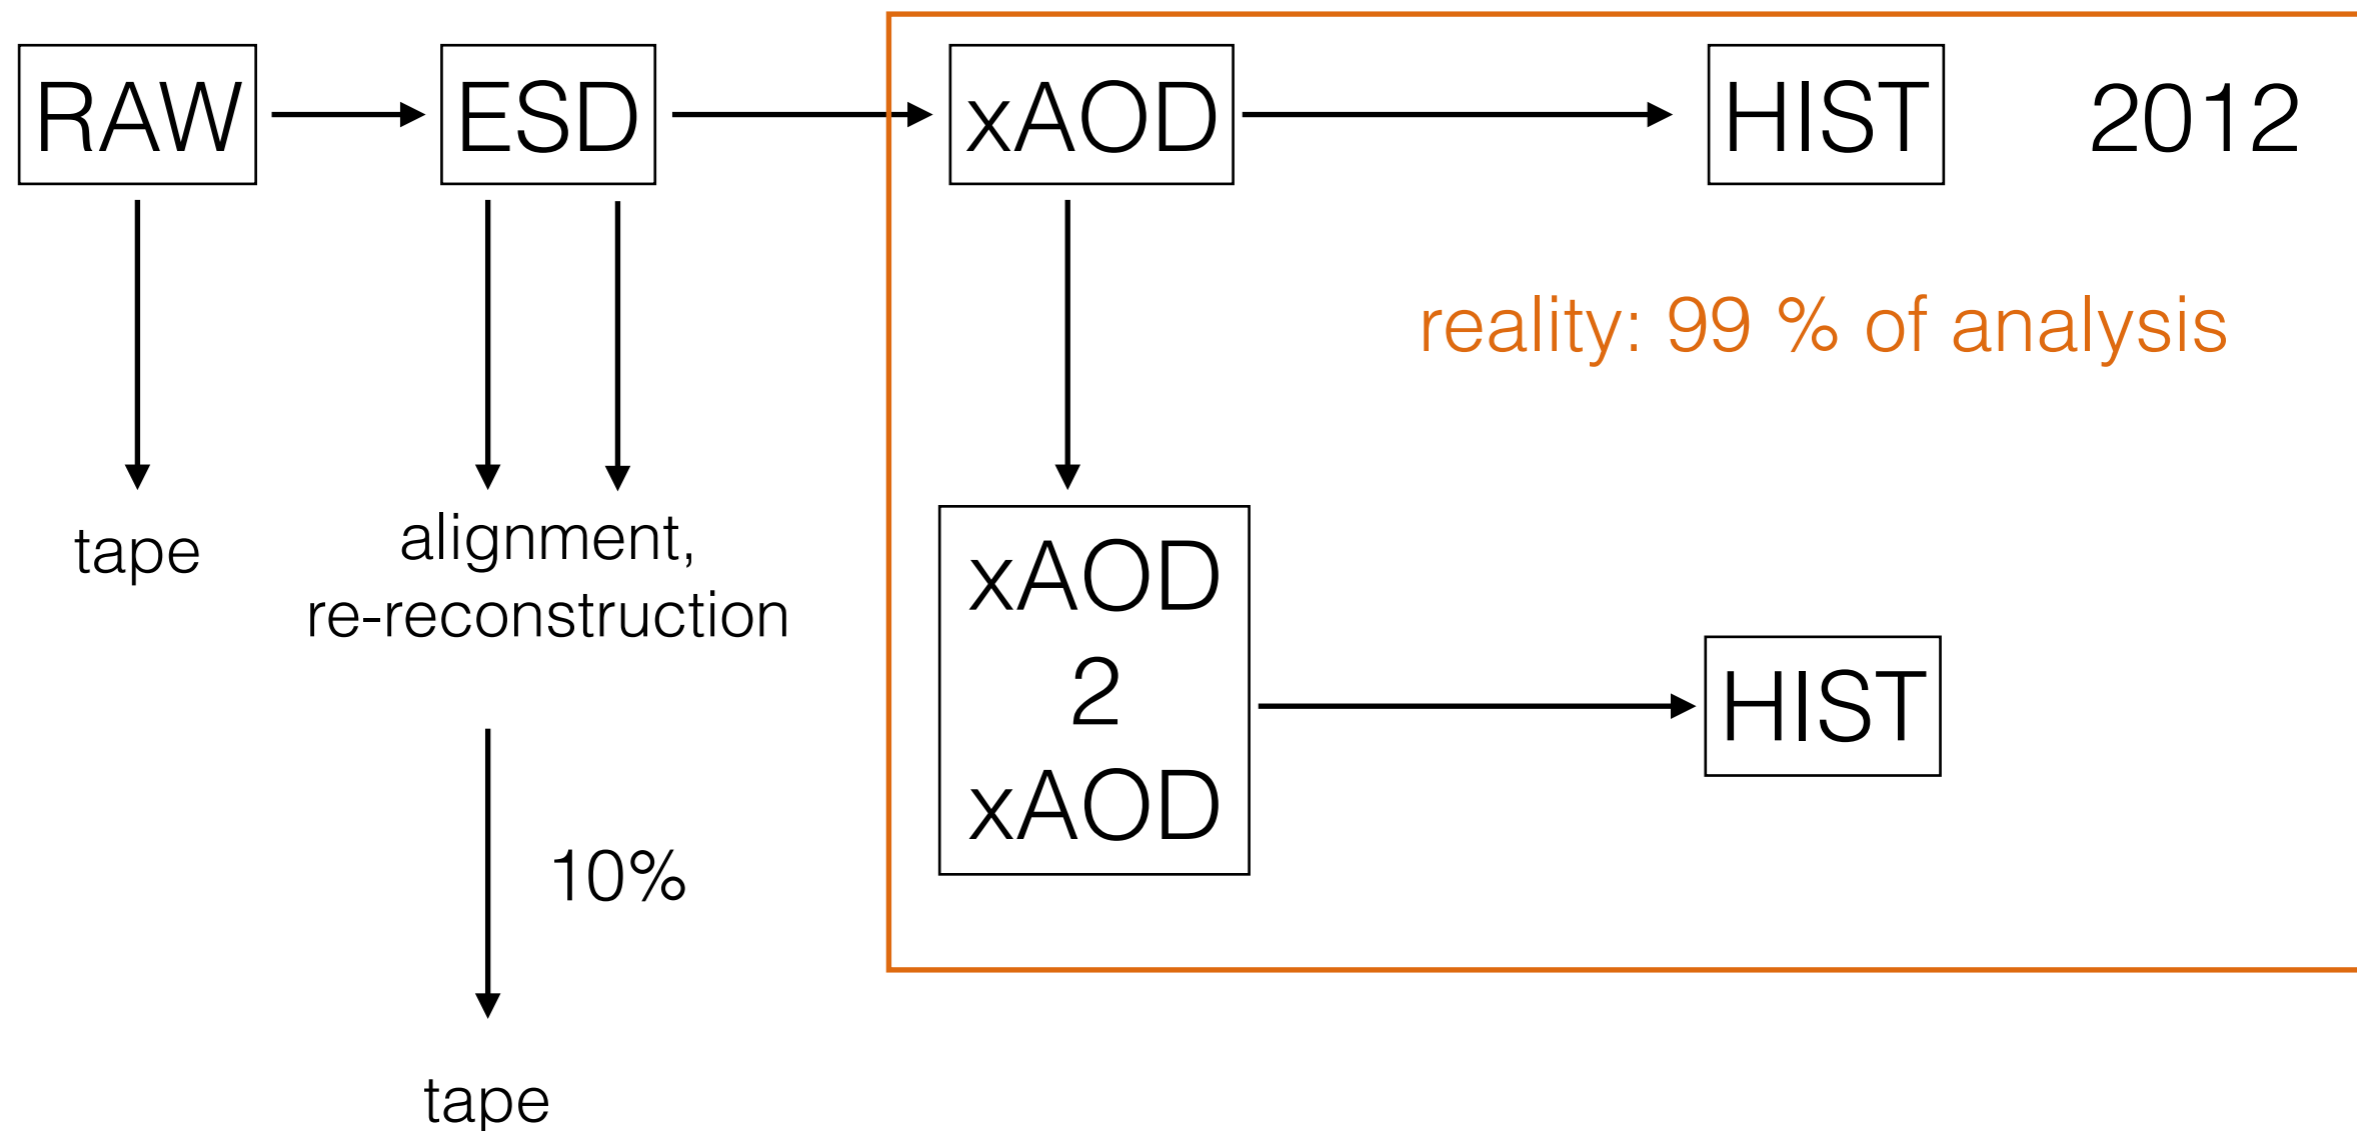 RAW
ESD
xAOD
HIST
2012
reality: 99 % of analysis
tape
alignment,
re-reconstruction
xAOD
2
xAOD
HIST
10%
tape